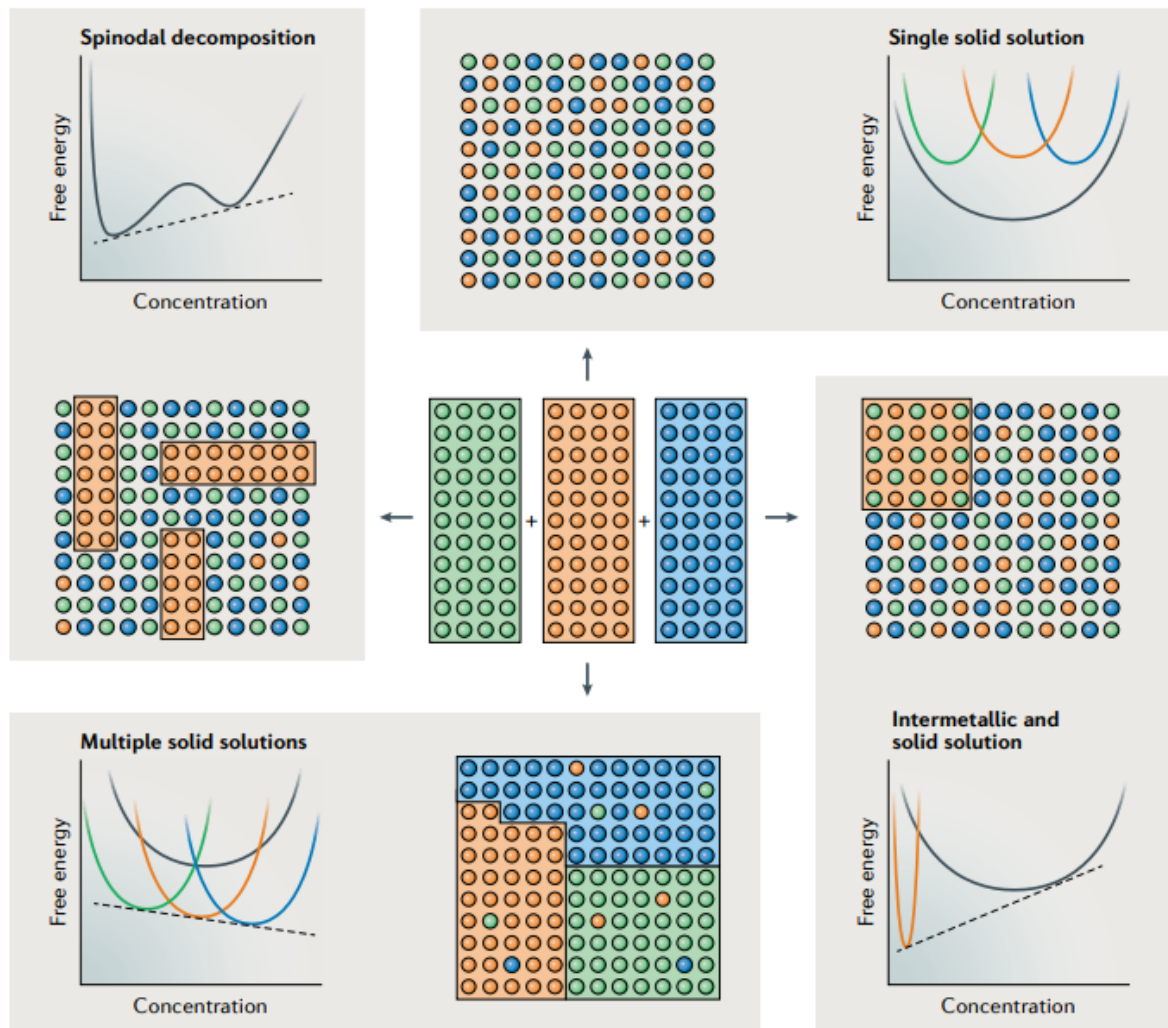 Spinodal decomposition
Free energy
Concentration
Single solid solution
Free energy
Concentration
+
+
Multiple solid solutions
Free energy
Concentration
Intermetallic and
solid solution
Free energy
Concentration